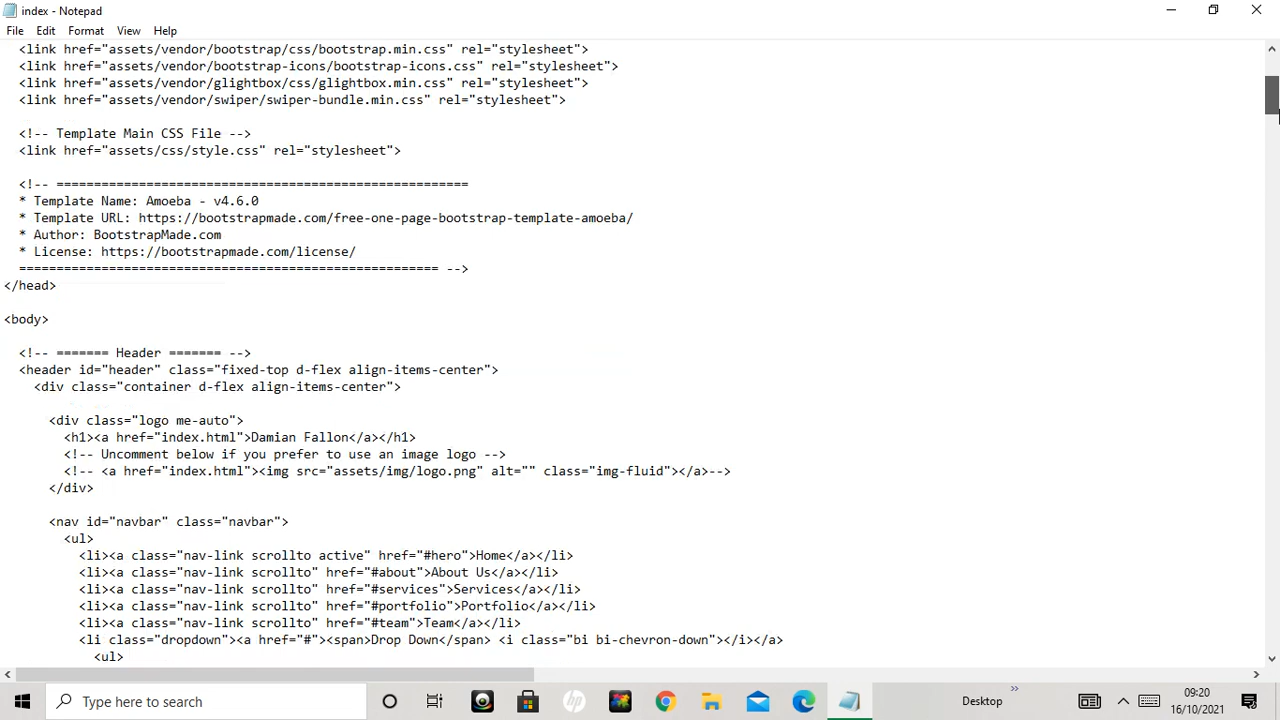 index - Notepad
File Edit Format View Help
<link href="assets/vendor/bootstrap/css/bootstrap.min.css" rel="stylesheet">
<link href="assets/vendor/bootstrap-icons/bootstrap-icons.css" rel="stylesheet">
<link href="assets/vendor/glightbox/css/glightbox.min.css" rel="stylesheet">
<link href="assets/vendor/swiper/swiper-bundle.min.css" rel="stylesheet">
<!-- Template Main CSS File -->
<link href="assets/css/style.css" rel="stylesheet">
<!-- =======================================================
* Template Name: Amoeba - v4.6.0
* Template URL: https://bootstrapmade.com/free-one-page-bootstrap-template-amoeba/
* Author: BootstrapMade.com
* License: https://bootstrapmade.com/license/
======================================================== -->
</head>
<body>
<!-- ======= Header ======= -->
<header id="header" class="fixed-top d-flex align-items-center">
<div class="container d-flex align-items-center">
<div class="logo me-auto">
<h1><a href="index.html">Damian Fallon</a></h1>
<!-- Uncomment below if you prefer to use an image logo -->
<!-- <a href="index.html"><img src="assets/img/logo.png" alt="" class="img-fluid"></a>-->
</div>
<nav id="navbar" class="navbar">
<ul>
<li><a class="nav-link scrollto active" href="#hero">Home</a></li>
<li><a class="nav-link scrollto" href="#about">About Us</a></li>
<li><a class="nav-link scrollto" href="#services">Services</a></li>
<li><a class="nav-link scrollto" href="#portfolio">Portfolio</a></li>
<li><a class="nav-link scrollto" href="#team">Team</a></li>
<li class="dropdown"><a href="#"><span>Drop Down</span> <i class="bi bi-chevron-down"></i></a>
<ul>
Type here to search
hp
Desktop
»
09:20
16/10/2021